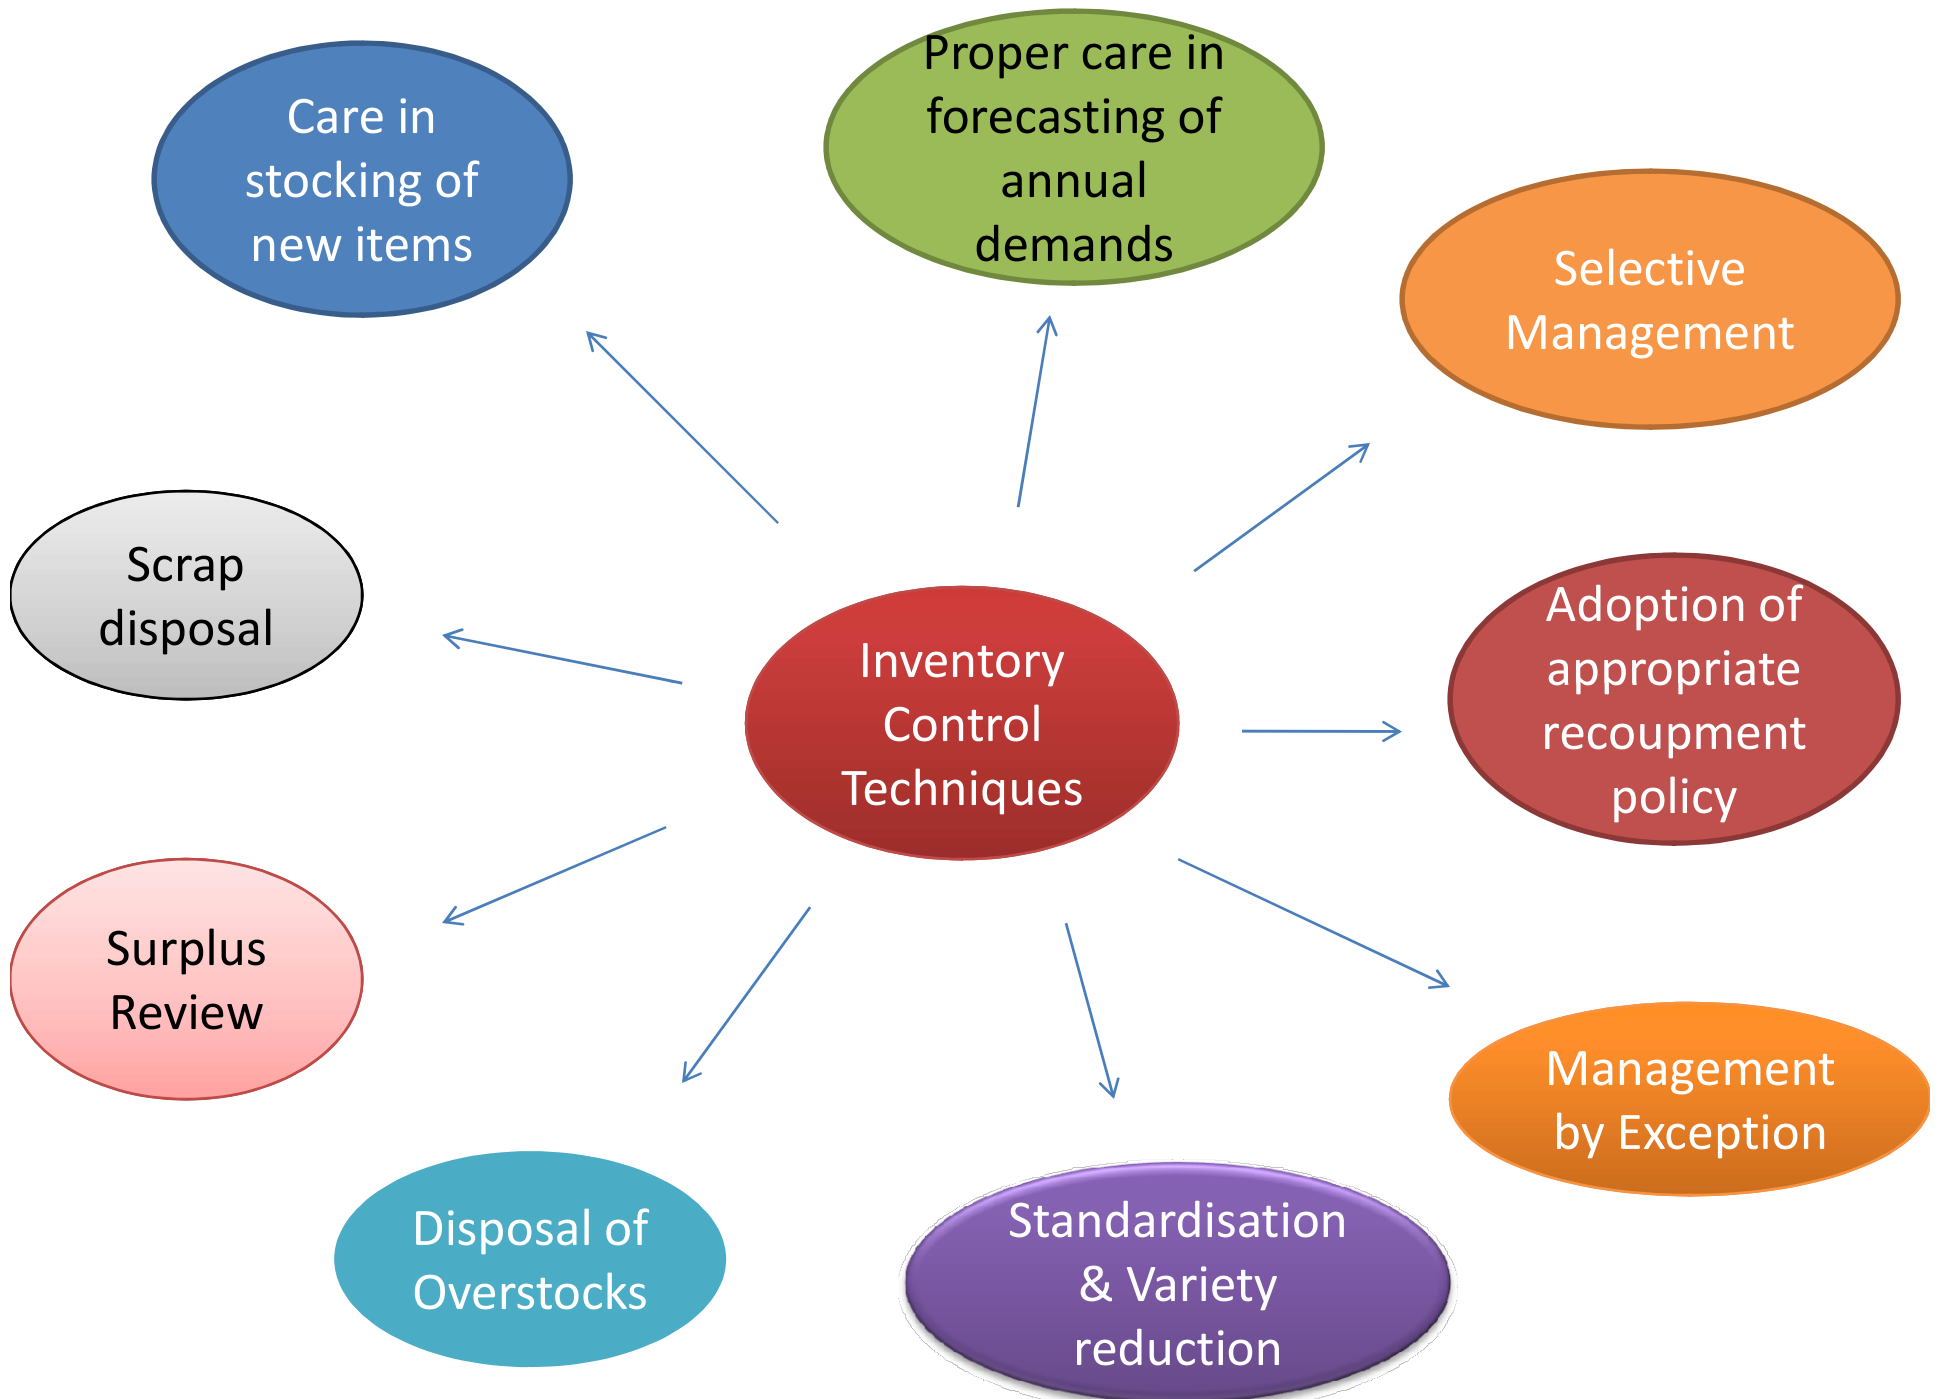 Care in
stocking of
new items
Proper care in
forecasting of
annual
demands
Selective
Management
Scrap
disposal
Inventory
Control
Techniques
Adoption of
appropriate
recoupment
policy
Surplus
Review
Management
by Exception
Disposal of
Overstocks
Standardisation
& Variety
reduction